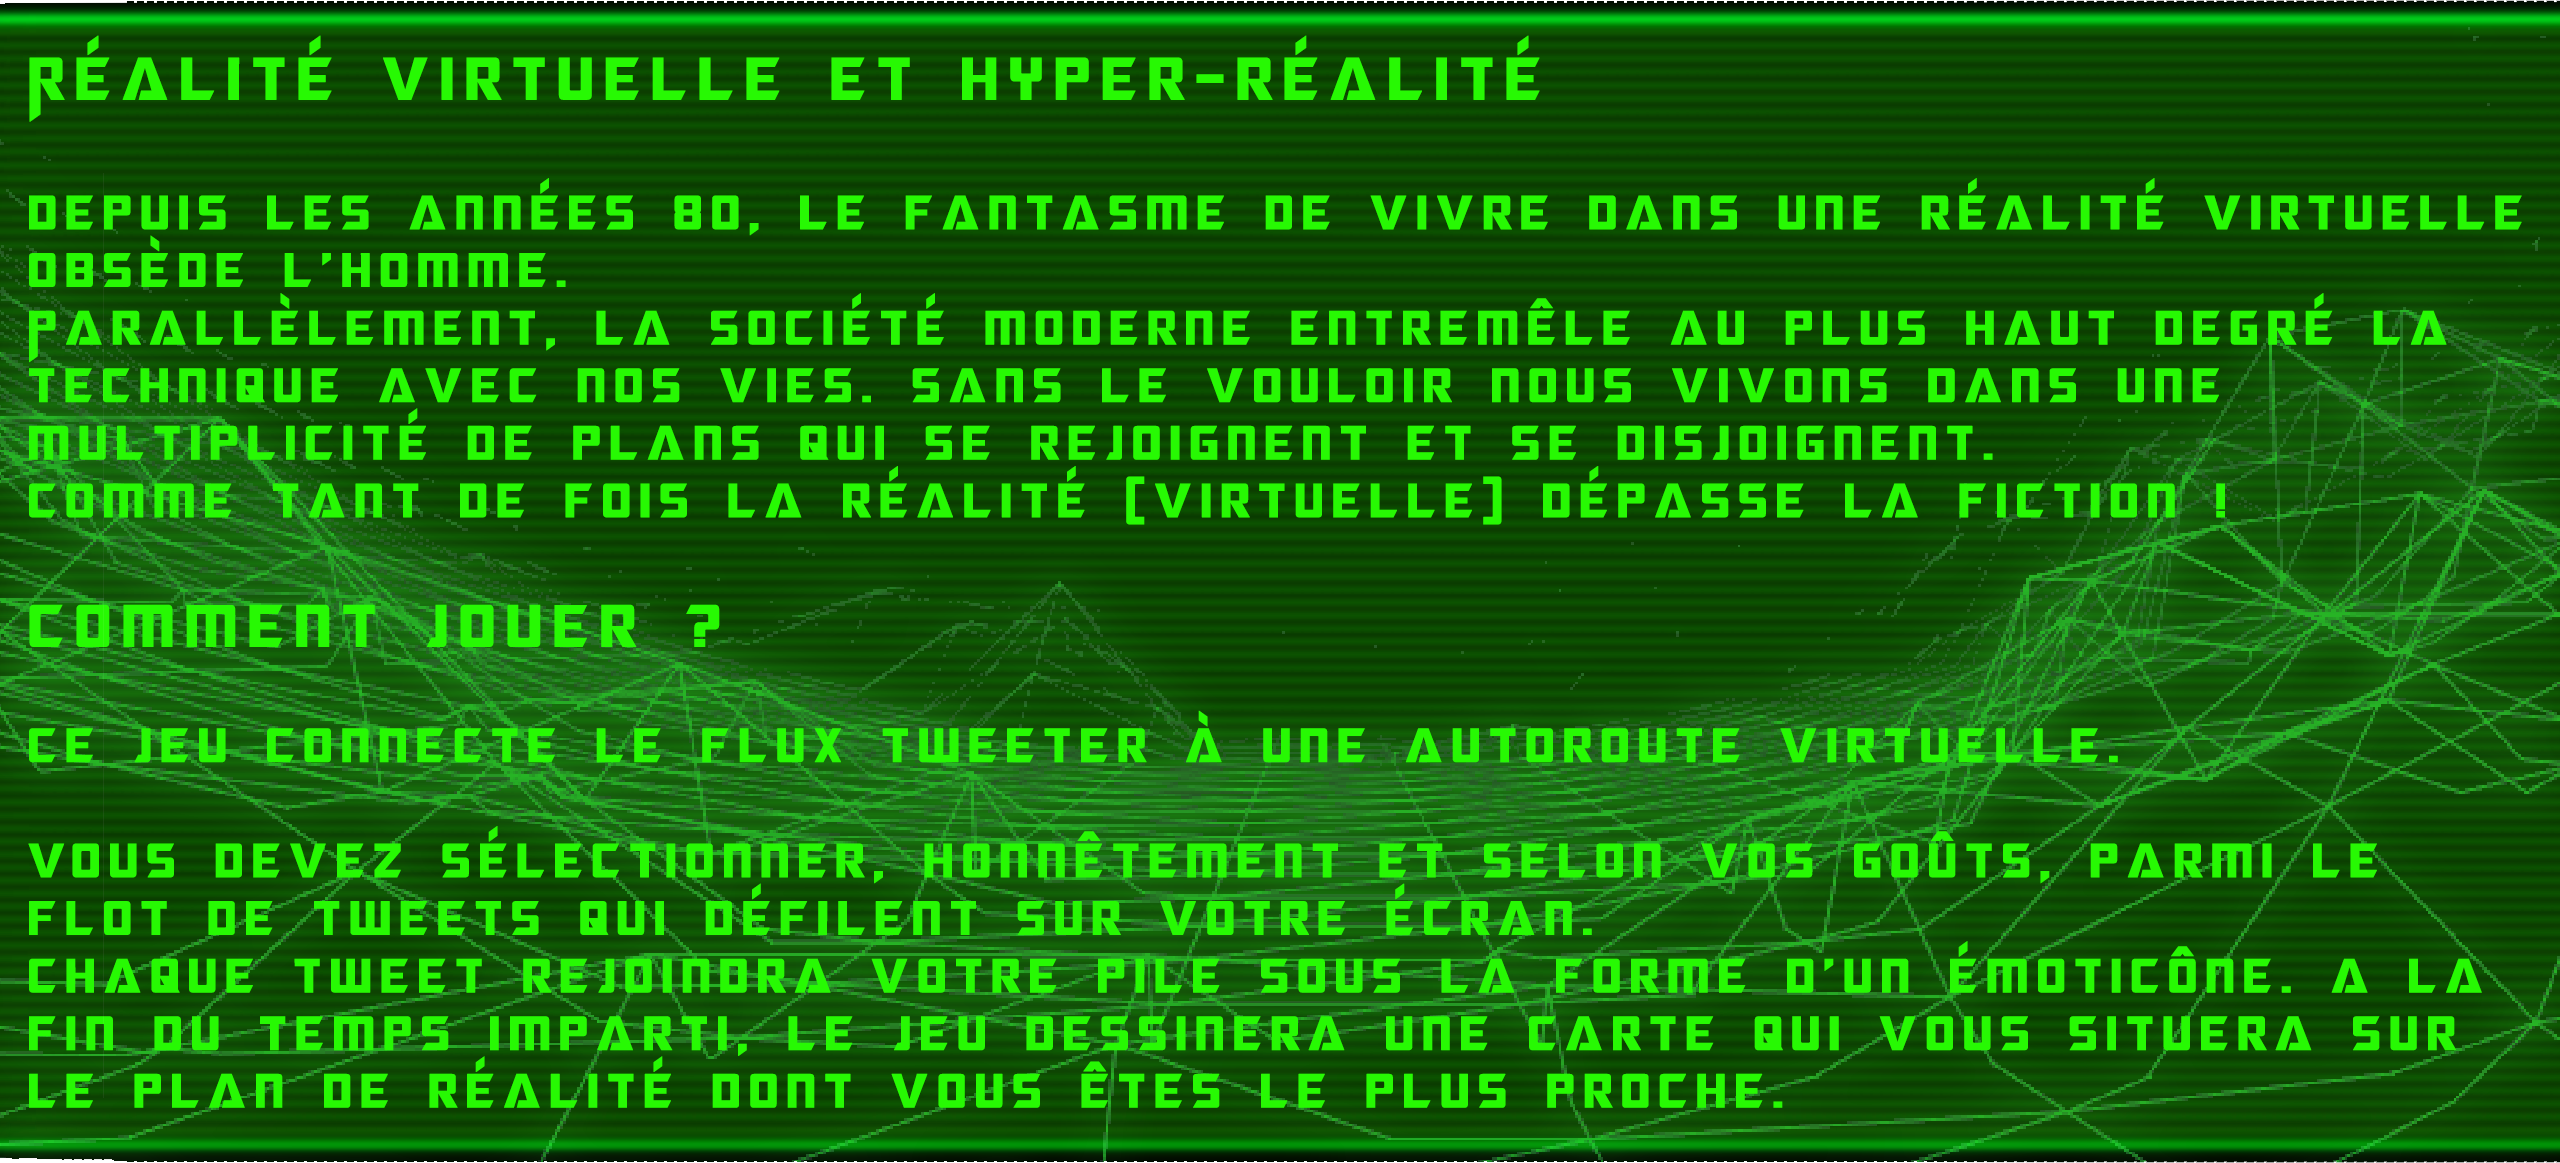 RÉALITÉ VIRTUELLE ET HYPER-RÉALITÉ
DEPUIS LES ANNÉES 80, LE FANTASME DE VIVRE DANS UNE RÉALITÉ VIRTUELLE
OBSÈDE L'HOMME.
PARALLÈLEMENT, LA SOCIÉTÉ MODERNE ENTREMÊLE AU PLUS HAUT DEGRÉ LA
TECHNIQUE AVEC NOS VIES. SANS LE VOULOIR NOUS VIVONS DANS UNE
MULTIPLICITÉ DE PLANS QUI SE REJOIGNENT ET SE DISJOIGNENT.
COMME TANT DE FOIS LA RÉALITÉ [VIRTUELLE] DÉPASSE LA FICTION !
COMMENT JOUER ?
CE JEU CONNECTE LE FLUX TWEETER À UNE AUTOROUTE VIRTUELLE.
VOUS DEVEZ SÉLECTIONNER, HONNÊTEMENT ET SELON VOS GOÛTS, PARMI LE
FLOT DE TWEETS QUI DÉFILENT SUR VOTRE ÉCRAN.
CHAQUE TWEET REJOINDRA VOTRE PILE SOUS LA FORME D'UN ÉMOTICÔNE. A LA
FIN DU TEMPS IMPARTI, LE JEU DESSINERA UNE CARTE QUI VOUS SITUERA SUR
LE PLAN DE RÉALITÉ DONT VOUS ÊTES LE PLUS PROCHE.